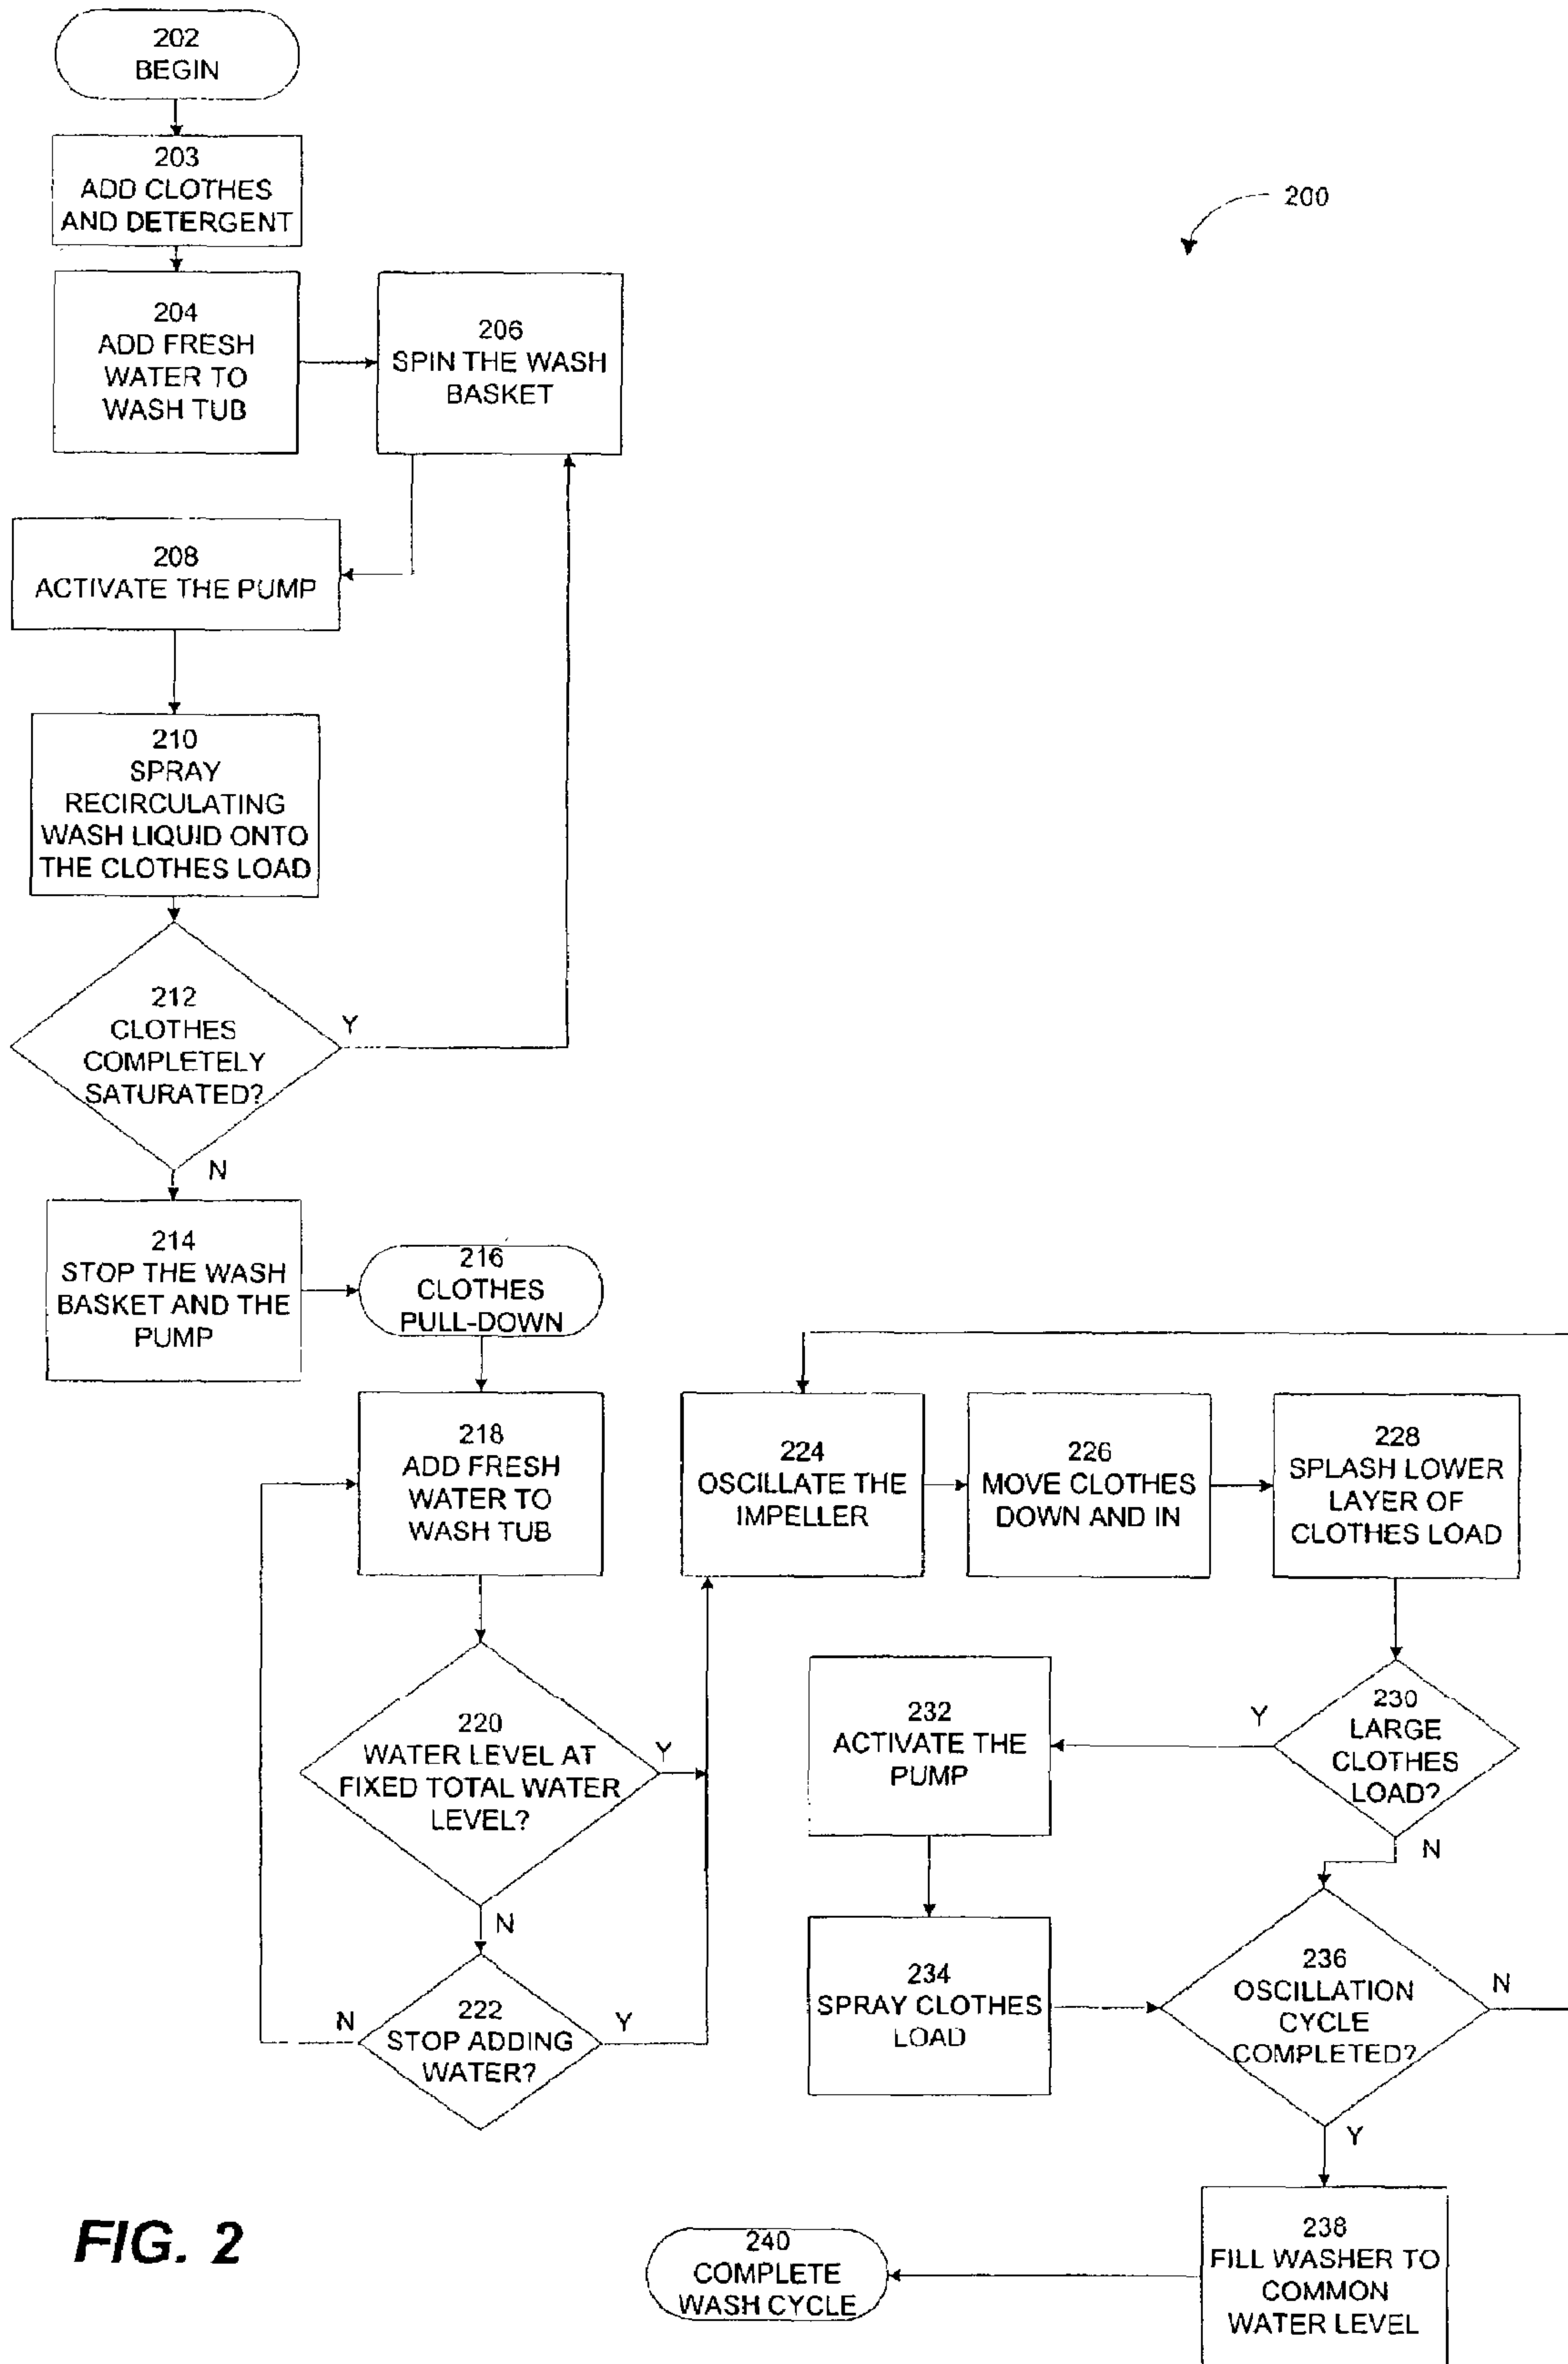 202
BEGIN
203
ADD CLOTHES
AND DETERGENT
200
204
ADD FRESH
WATER TO
WASH TUB
206
SPIN THE WASH
BASKET
208
ACTIVATE THE PUMP
210
SPRAY
RECIRCULATING
WASH LIQUID ONTO
THE CLOTHES LOAD
212
CLOTHES
COMPLETELY
SATURATED?
Y
N
214
STOP THE WASH
BASKET AND THE
PUMP
216
CLOTHES
PULL-DOWN
218
ADD FRESH
WATER TO
WASH TUB
220
WATER LEVEL AT
FIXED TOTAL WATER
LEVEL?
Y
N
222
STOP ADDING
WATER?
N
Y
224
OSCILLATE THE
IMPELLER
226
MOVE CLOTHES
DOWN AND IN
228
SPLASH LOWER
LAYER OF
CLOTHES LOAD
230
LARGE
CLOTHES
LOAD?
Y
N
232
ACTIVATE THE
PUMP
234
SPRAY CLOTHES
LOAD
236
OSCILLATION
CYCLE
COMPLETED?
N
Y
238
FILL WASHER TO
COMMON
WATER LEVEL
240
COMPLETE
WASH CYCLE
FIG. 2